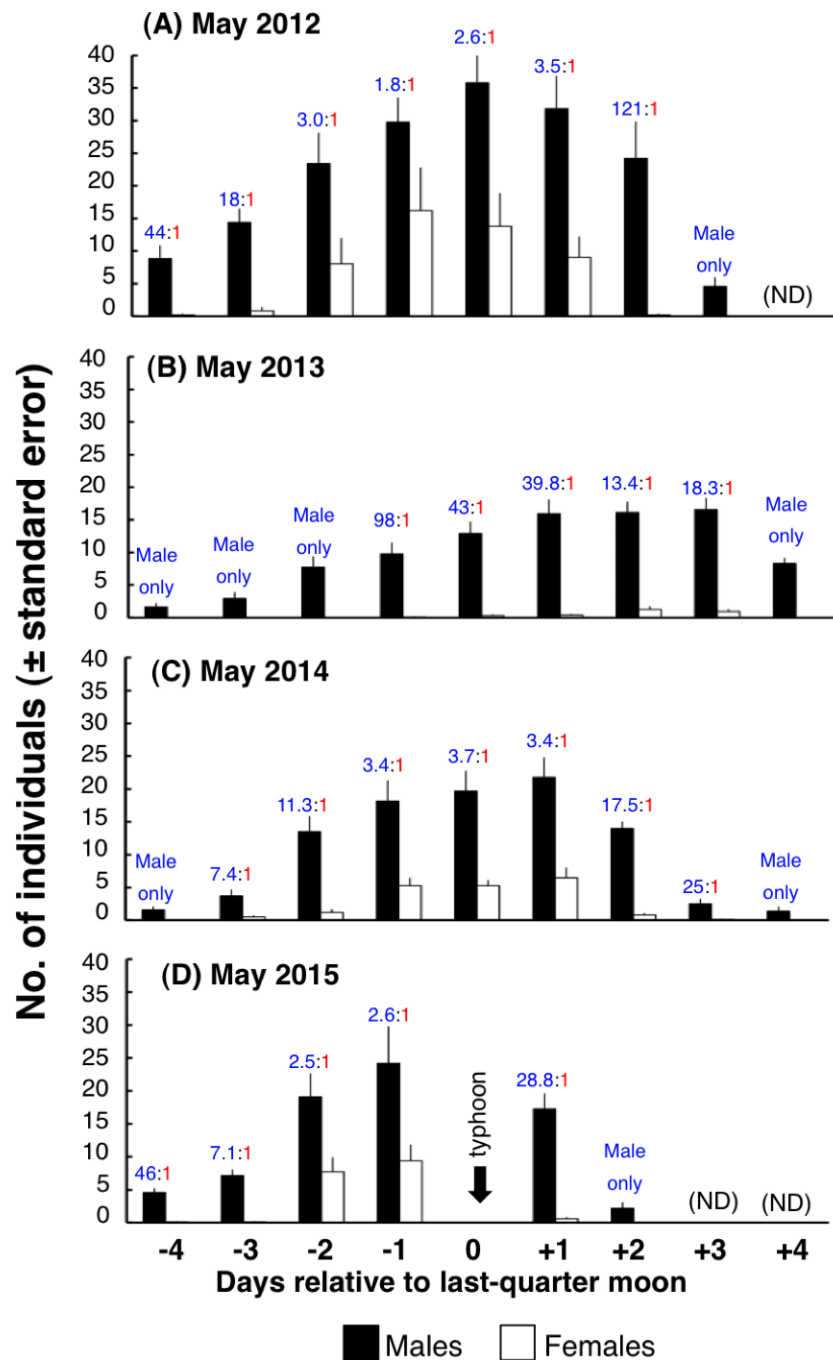 (A) May 2012
40
35
30
25
20
15
10
5
0
44:1
18:1
3.0:1
1.8:1
2.6:1
3.5:1
121:1
Male
only
(ND)
(B) May 2013
40
35
30
25
20
15
10
5
0
Male
only
Male
only
Male
only
98:1
43:1
39.8:1
13.4:1
18.3:1
Male
only
(C) May 2014
40
35
30
25
20
15
10
5
0
Male
only
7.4:1
11.3:1
3.4:1
3.7:1
3.4:1
17.5:1
25:1
Male
only
(D) May 2015
40
35
30
25
20
15
10
5
0
46:1
7.1:1
2.5:1
2.6:1
typhoon
28.8:1
Male
only
(ND)
(ND)
No. of individuals (± standard error)
-4 -3 -2 -1 0 +1 +2 +3 +4
Days relative to last-quarter moon
Males Females